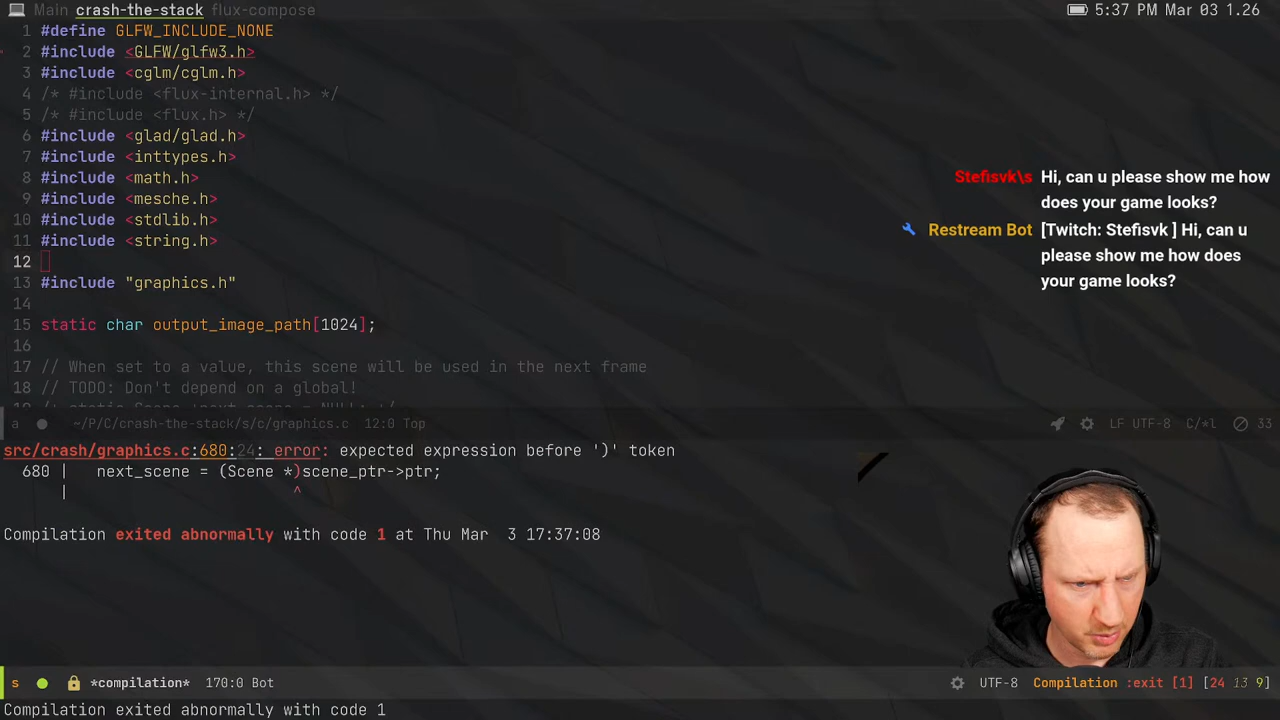 Main crash-the-stack flux-compose
5:37 PM Mar 03 1.26
1 #define GLFW_INCLUDE_NONE
2 #include <GLFW/glfw3.h>
3 #include <cglm/cglm.h>
4 /* #include <flux-internal.h> */
5 /* #include <flux.h> */
6 #include <glad/glad.h>
7 #include <inttypes.h>
8 #include <math.h>
9 #include <mesche.h>
10 #include <stdlib.h>
11 #include <string.h>
12
13 #include "graphics.h"
14
15 static char output_image_path[1024];
16
17 // When set to a value, this scene will be used in the next frame
18 // TODO: Don't depend on a global!
Stefisvk\s Hi, can u please show me how
does your game looks?
Restream Bot [Twitch: Stefisvk ] Hi, can u
please show me how does
your game looks?
a ~/P/C/crash-the-stack/s/c/graphics.c 12:0 Top LF UTF-8 C/*l 33
src/crash/graphics.c:680:24: error: expected expression before ')' token
680 | next_scene = (Scene *)scene_ptr->ptr;
| ^
Compilation exited abnormally with code 1 at Thu Mar 3 17:37:08
s *compilation* 170:0 Bot UTF-8 Compilation :exit [1] [24 13 9]
Compilation exited abnormally with code 1